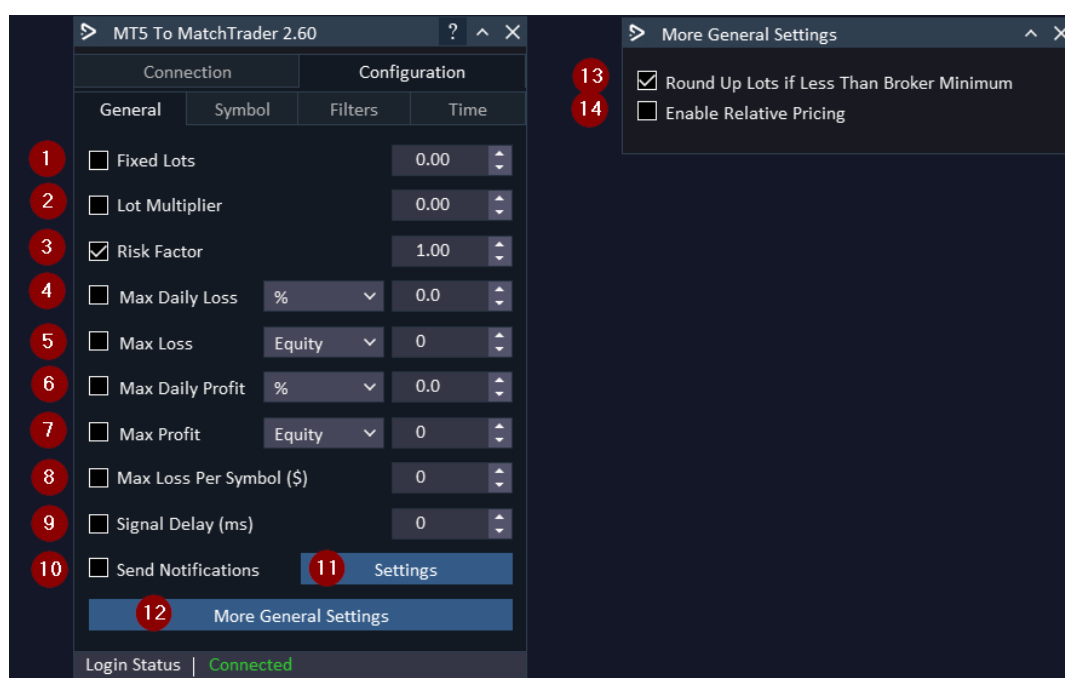 MT5 To MatchTrader 2.60 ?
Connection Configuration
General Symbol Filters Time
1 Fixed Lots 0.00
2 Lot Multiplier 0.00
3 Risk Factor 1.00
4 Max Daily Loss % 0.0
5 Max Loss Equity 0
6 Max Daily Profit % 0.0
7 Max Profit Equity 0
8 Max Loss Per Symbol ($) 0
9 Signal Delay (ms) 0
10 Send Notifications 11 Settings
12 More General Settings
Login Status | Connected
More General Settings
13 Round Up Lots if Less Than Broker Minimum
14 Enable Relative Pricing